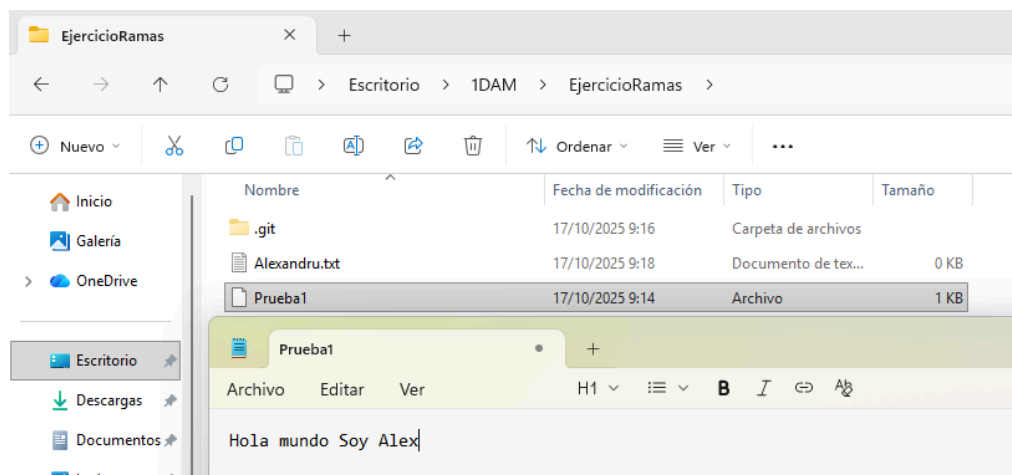 EjercicioRamas
Escritorio > 1DAM > EjercicioRamas >
Nuevo Ordenar Ver ...
Nombre Fecha de modificación Tipo Tamaño
Inicio
.git 17/10/2025 9:16 Carpeta de archivos
Galería
Alexandru.txt 17/10/2025 9:18 Documento de tex... 0 KB
OneDrive
Prueba1 17/10/2025 9:14 Archivo 1 KB
Prueba1
Escritorio
Archivo Editar Ver H1 B I
Descargas
Documentos
Hola mundo Soy Alex